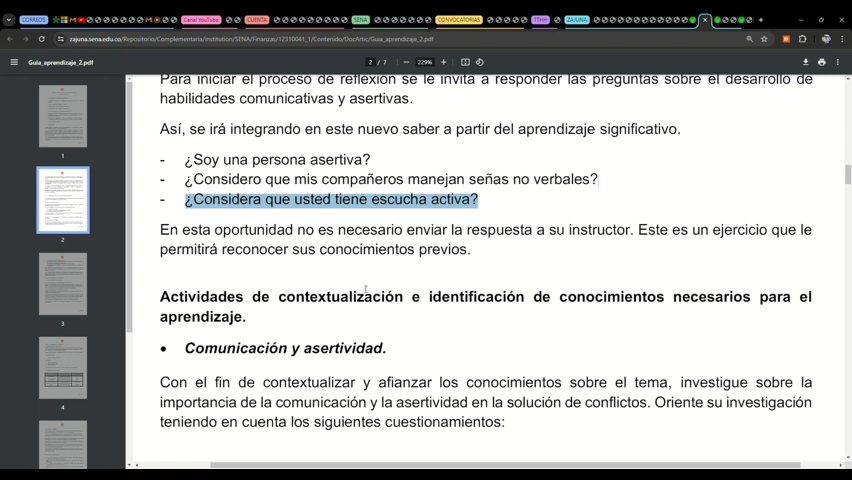 CORREOS
Canal YouTube
CUENTA
SENA
CONVOCATORIAS
TTHH
ZAJUNA
zajuna.sena.edu.co/Repositorio/Complementaria/institution/SENA/Finanzas/12310041_1/Contenido/DocArtic/Guia_aprendizaje_2.pdf
Guia_aprendizaje_2.pdf
2 / 7
229%
Para iniciar el proceso de reflexión se le invita a responder las preguntas sobre el desarrollo de
habilidades comunicativas y asertivas.
Así, se irá integrando en este nuevo saber a partir del aprendizaje significativo.
- ¿Soy una persona asertiva?
- ¿Considero que mis compañeros manejan señas no verbales?
- ¿Considera que usted tiene escucha activa?
En esta oportunidad no es necesario enviar la respuesta a su instructor. Este es un ejercicio que le
permitirá reconocer sus conocimientos previos.
Actividades de contextualización e identificación de conocimientos necesarios para el
aprendizaje.
• Comunicación y asertividad.
Con el fin de contextualizar y afianzar los conocimientos sobre el tema, investigue sobre la
importancia de la comunicación y la asertividad en la solución de conflictos. Oriente su investigación
teniendo en cuenta los siguientes cuestionamientos:
1
2
3
4